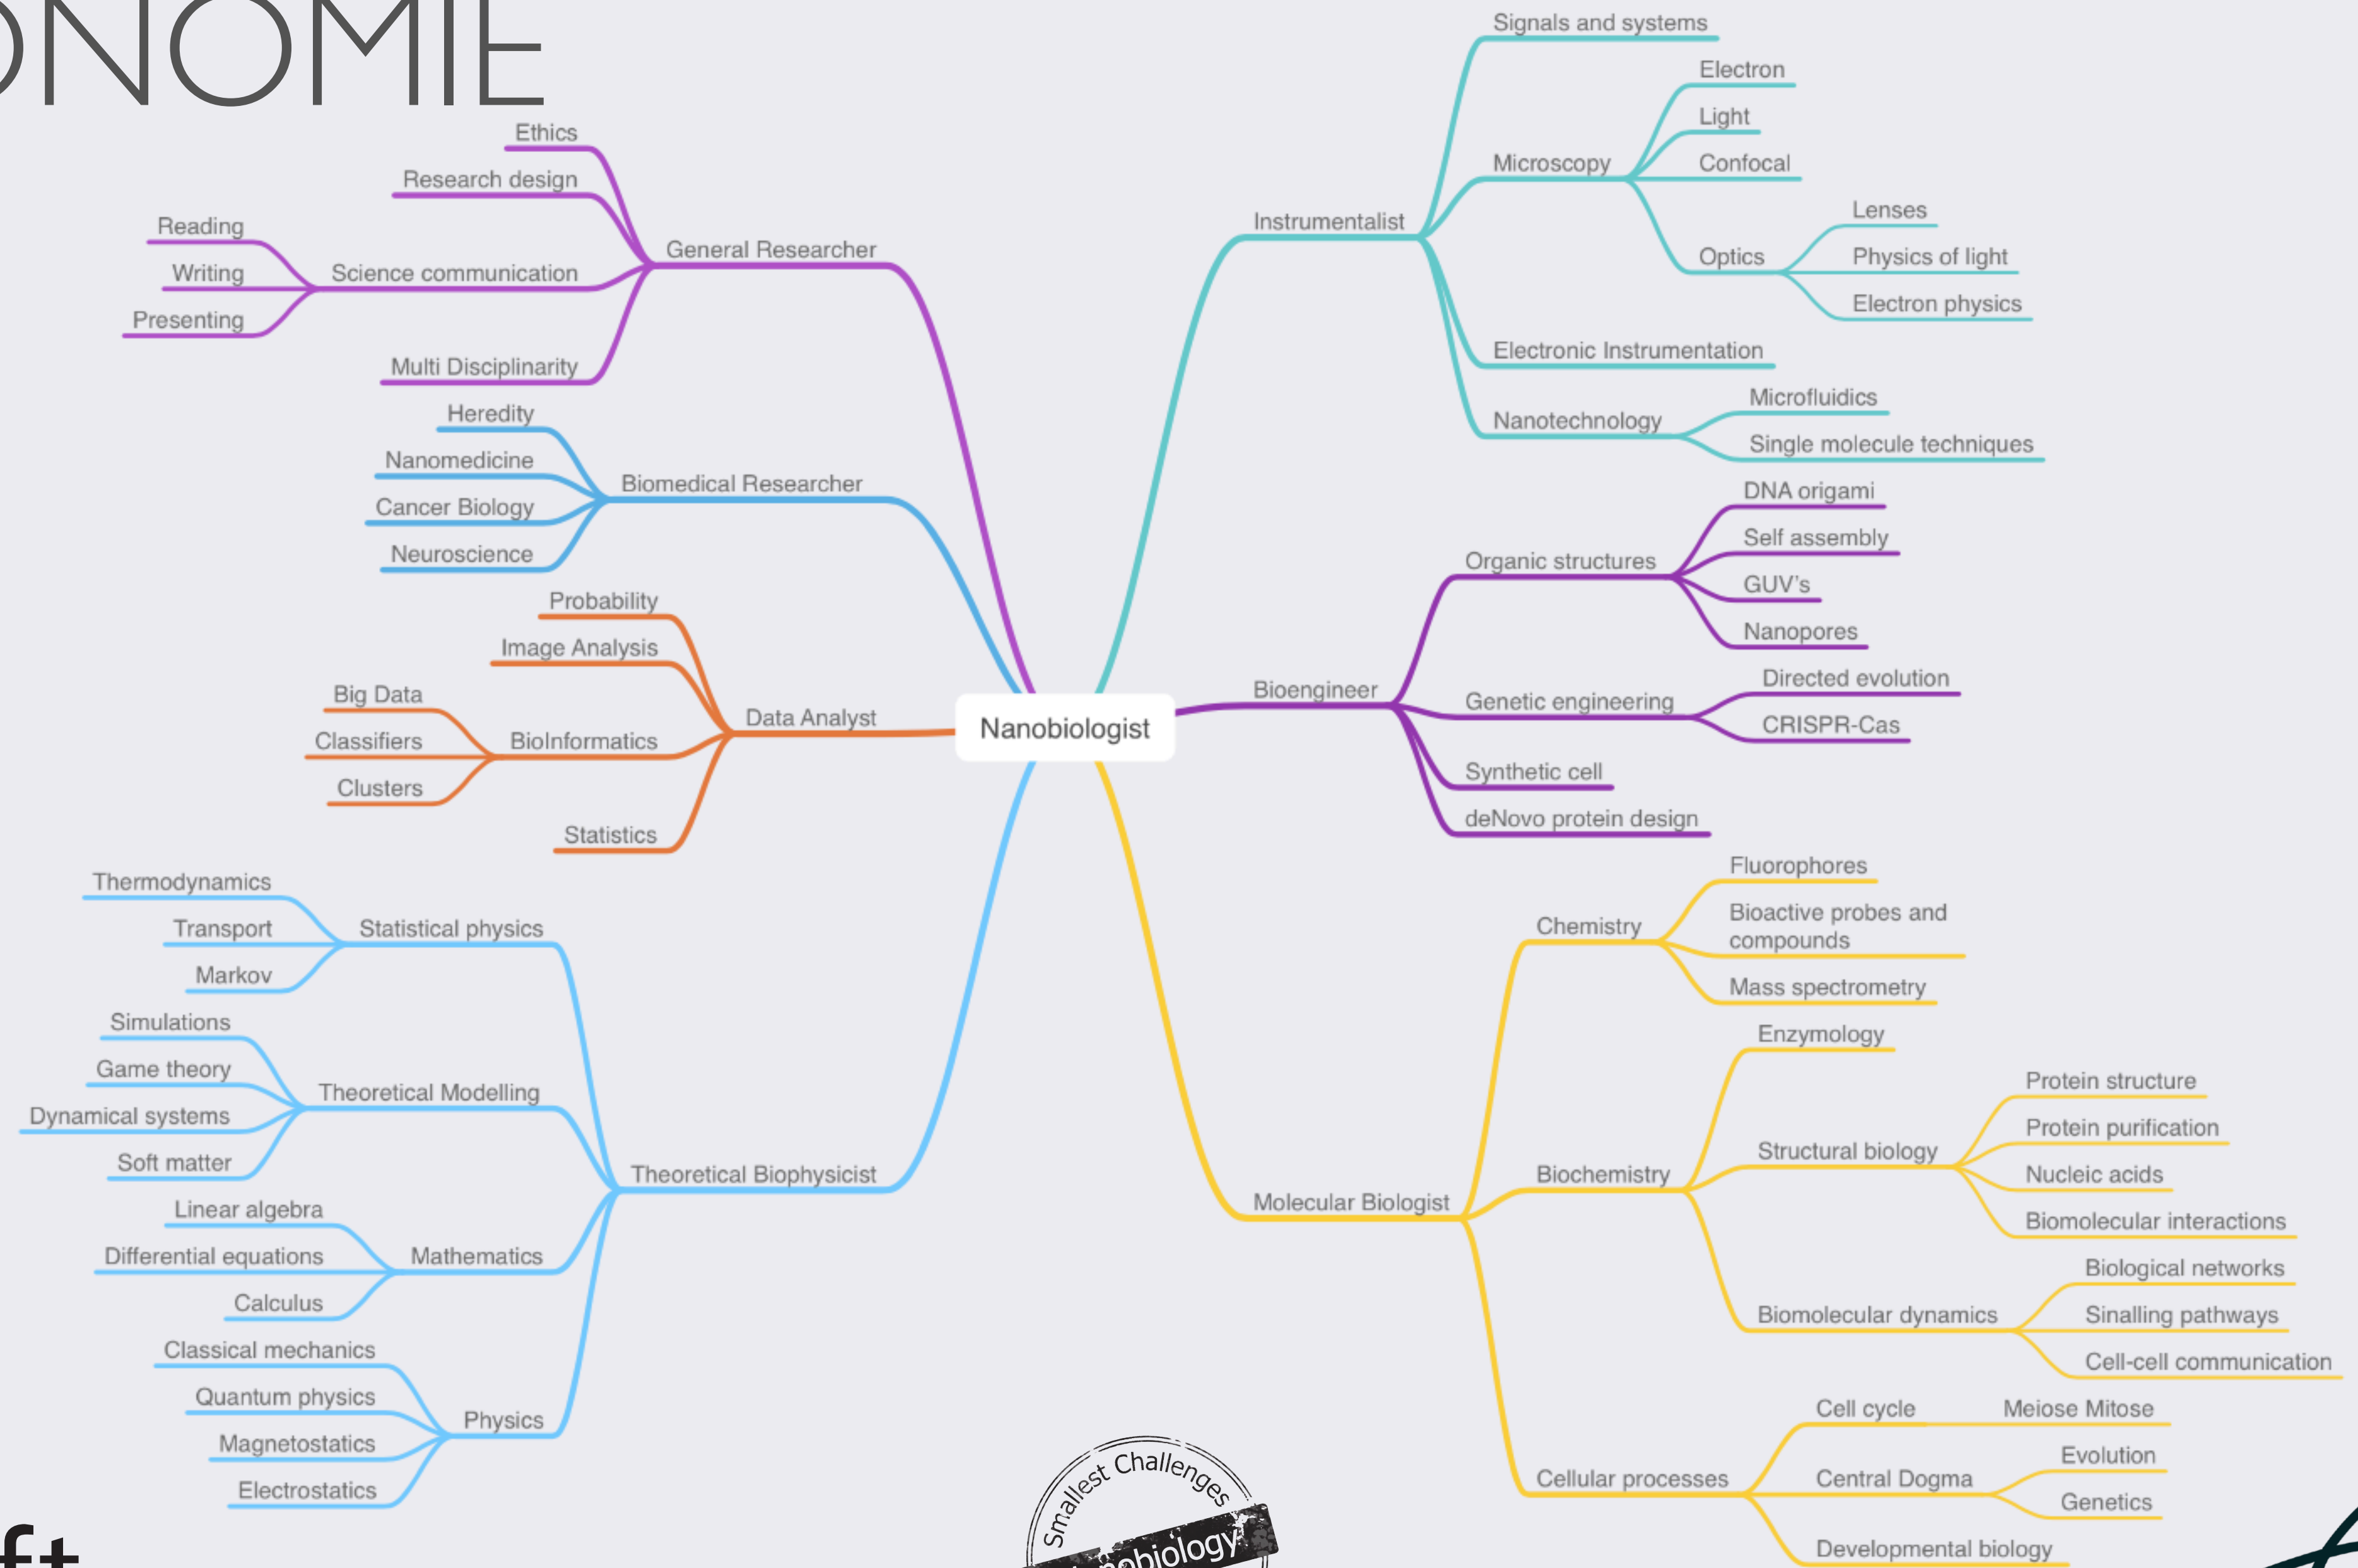 ONOMIE
Nanobiologist
General Researcher
Ethics
Research design
Science communication
Reading
Writing
Presenting
Multi Disciplinarity
Biomedical Researcher
Heredity
Nanomedicine
Cancer Biology
Neuroscience
Data Analyst
Probability
Image Analysis
BioInformatics
Big Data
Classifiers
Clusters
Statistics
Theoretical Biophysicist
Statistical physics
Thermodynamics
Transport
Markov
Theoretical Modelling
Simulations
Game theory
Dynamical systems
Soft matter
Mathematics
Linear algebra
Differential equations
Calculus
Physics
Classical mechanics
Quantum physics
Magnetostatics
Electrostatics
Instrumentalist
Signals and systems
Microscopy
Electron
Light
Confocal
Optics
Lenses
Physics of light
Electron physics
Electronic Instrumentation
Nanotechnology
Microfluidics
Single molecule techniques
Bioengineer
Organic structures
DNA origami
Self assembly
GUV’s
Nanopores
Genetic engineering
Directed evolution
CRISPR-Cas
Synthetic cell
deNovo protein design
Molecular Biologist
Chemistry
Fluorophores
Bioactive probes and
compounds
Mass spectrometry
Biochemistry
Enzymology
Structural biology
Protein structure
Protein purification
Nucleic acids
Biomolecular interactions
Biomolecular dynamics
Biological networks
Sinalling pathways
Cell-cell communication
Cellular processes
Cell cycle
Meiose Mitose
Central Dogma
Evolution
Genetics
Developmental biology
Smallest Challenges
nobiology
ft